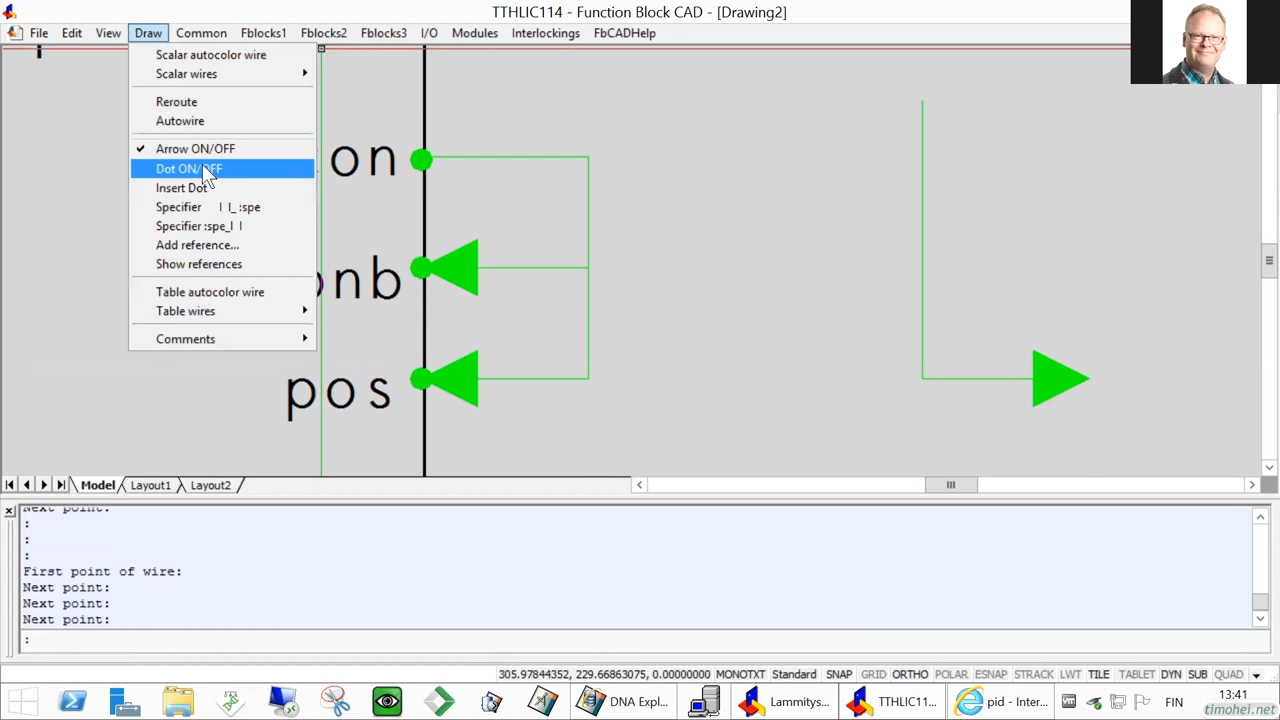 TTHLIC114 - Function Block CAD - [Drawing2]
File Edit View Draw Common Fblocks1 Fblocks2 Fblocks3 I/O Modules Interlockings FbCADHelp
Scalar autocolor wire
Scalar wires
Reroute
Autowire
Arrow ON/OFF
Dot ON/OFF
Insert Dot
Specifier | |_ :spe
Specifier :spe_| |
Add reference...
Show references
Table autocolor wire
Table wires
Comments
on
onb
pos
Model Layout1 Layout2
Next point:
:
:
:
First point of wire:
Next point:
Next point:
Next point:
:
305.97844352, 229.66863075, 0.00000000 MONOTXT Standard SNAP GRID ORTHO POLAR ESNAP STRACK LWT TILE TABLET DYN SUB QUAD
DNA Expl... Lammitys... TTHLIC11... pid - Inter... FIN 13:41
timohei.net